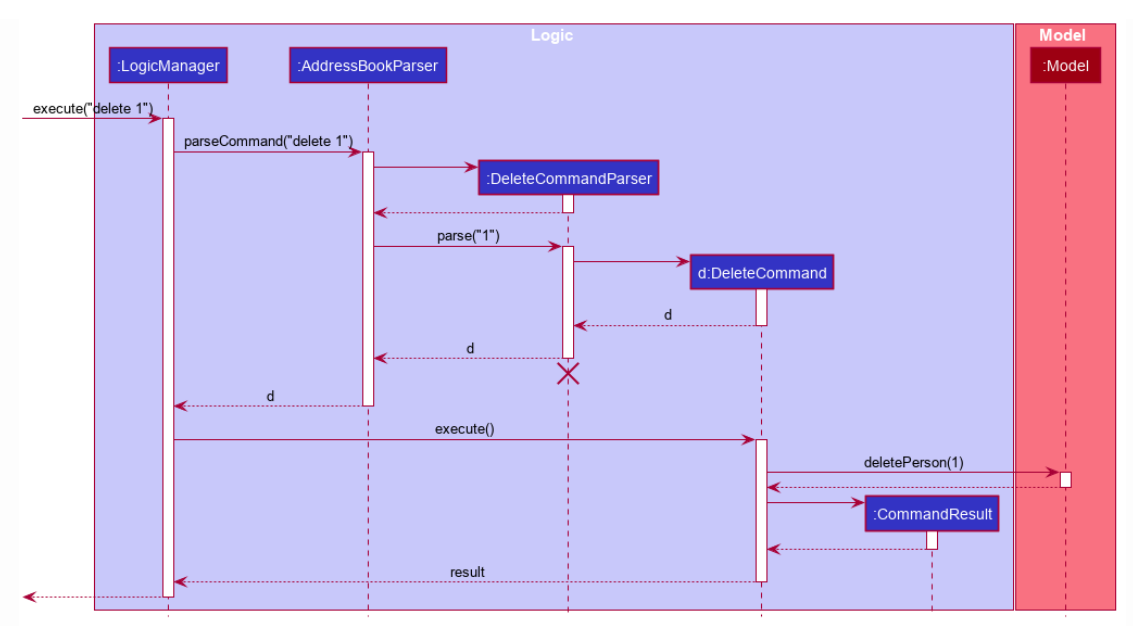 Logic
Model
:LogicManager
:AddressBookParser
:Model
execute("delete 1")
parseCommand("delete 1")
:DeleteCommandParser
parse("1")
d:DeleteCommand
d
d
d
execute()
deletePerson(1)
:CommandResult
result